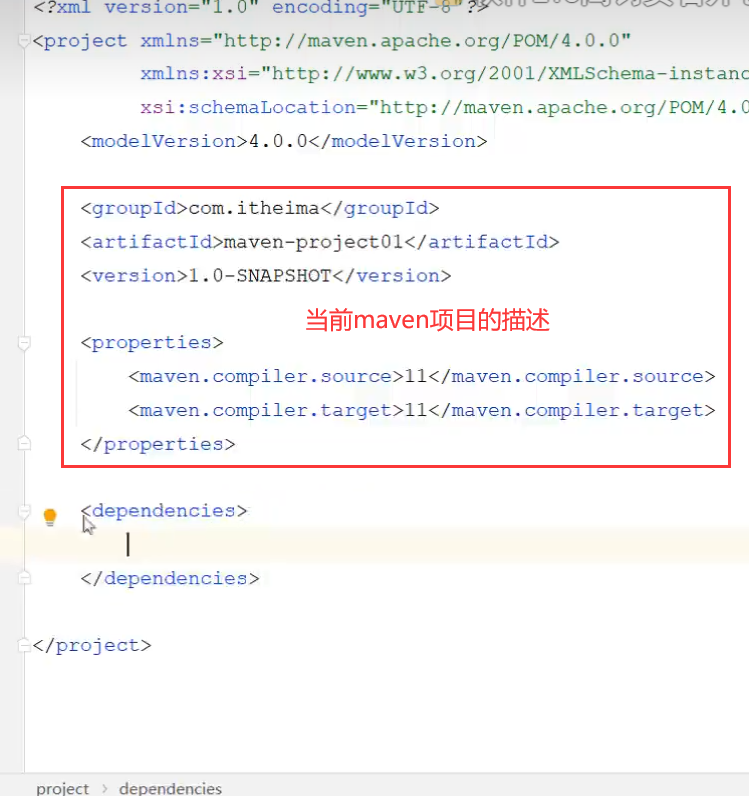 <?xml version="1.0" encoding="UTF-8"?>
<project xmlns="http://maven.apache.org/POM/4.0.0"
xmlns:xsi="http://www.w3.org/2001/XMLSchema-instanc
xsi:schemaLocation="http://maven.apache.org/POM/4.0
<modelVersion>4.0.0</modelVersion>
<groupId>com.itheima</groupId>
<artifactId>maven-project01</artifactId>
<version>1.0-SNAPSHOT</version>
当前maven项目的描述
<properties>
<maven.compiler.source>11</maven.compiler.source>
<maven.compiler.target>11</maven.compiler.target>
</properties>
<dependencies>
</dependencies>
</project>
project › dependencies